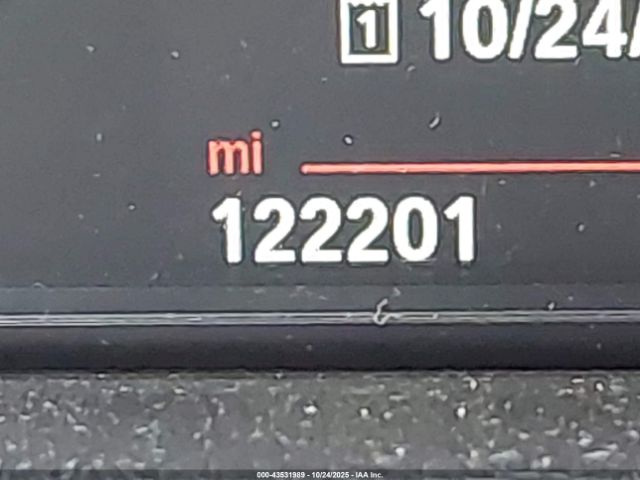 1 10/24/
mi
122201
000-43531989 - 10/24/2025 - IAA Inc.